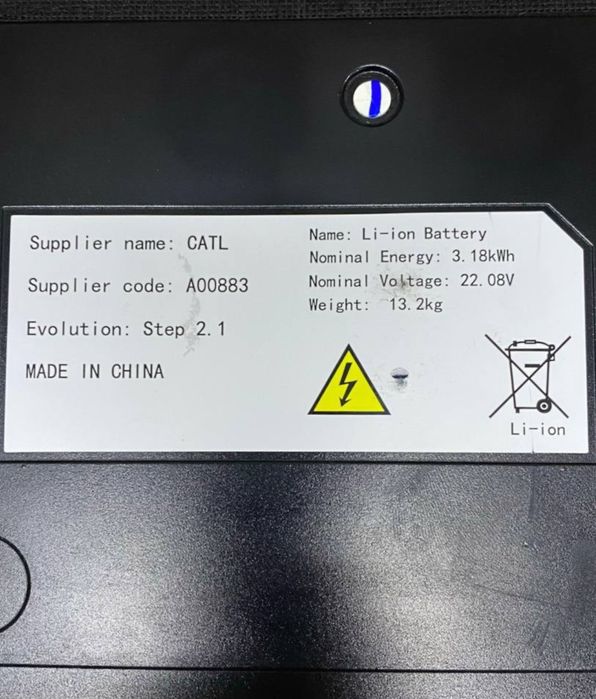 Supplier name: CATL
Supplier code: A00883
Evolution: Step 2.1
MADE IN CHINA
Name: Li-ion Battery
Nominal Energy: 3.18kWh
Nominal Voltage: 22.08V
Weight: 13.2kg
Li-ion